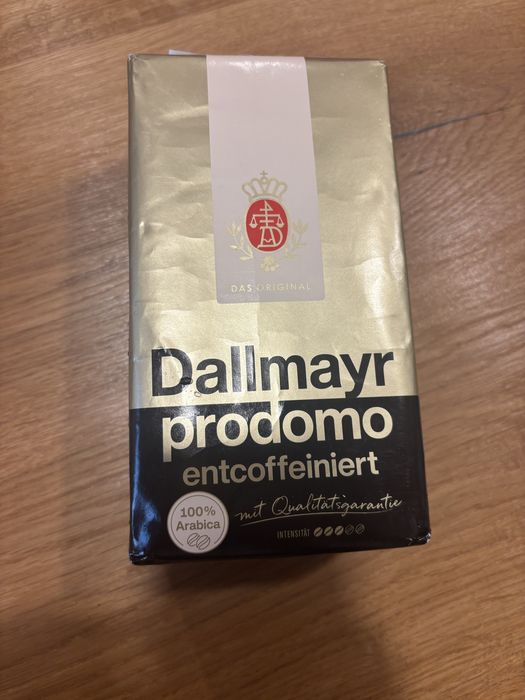 DAS ORIGINAL
Dallmayr
prodomo
entcoffeiniert
mit Qualitätsgarantie
100%
Arabica
INTENSITÄT